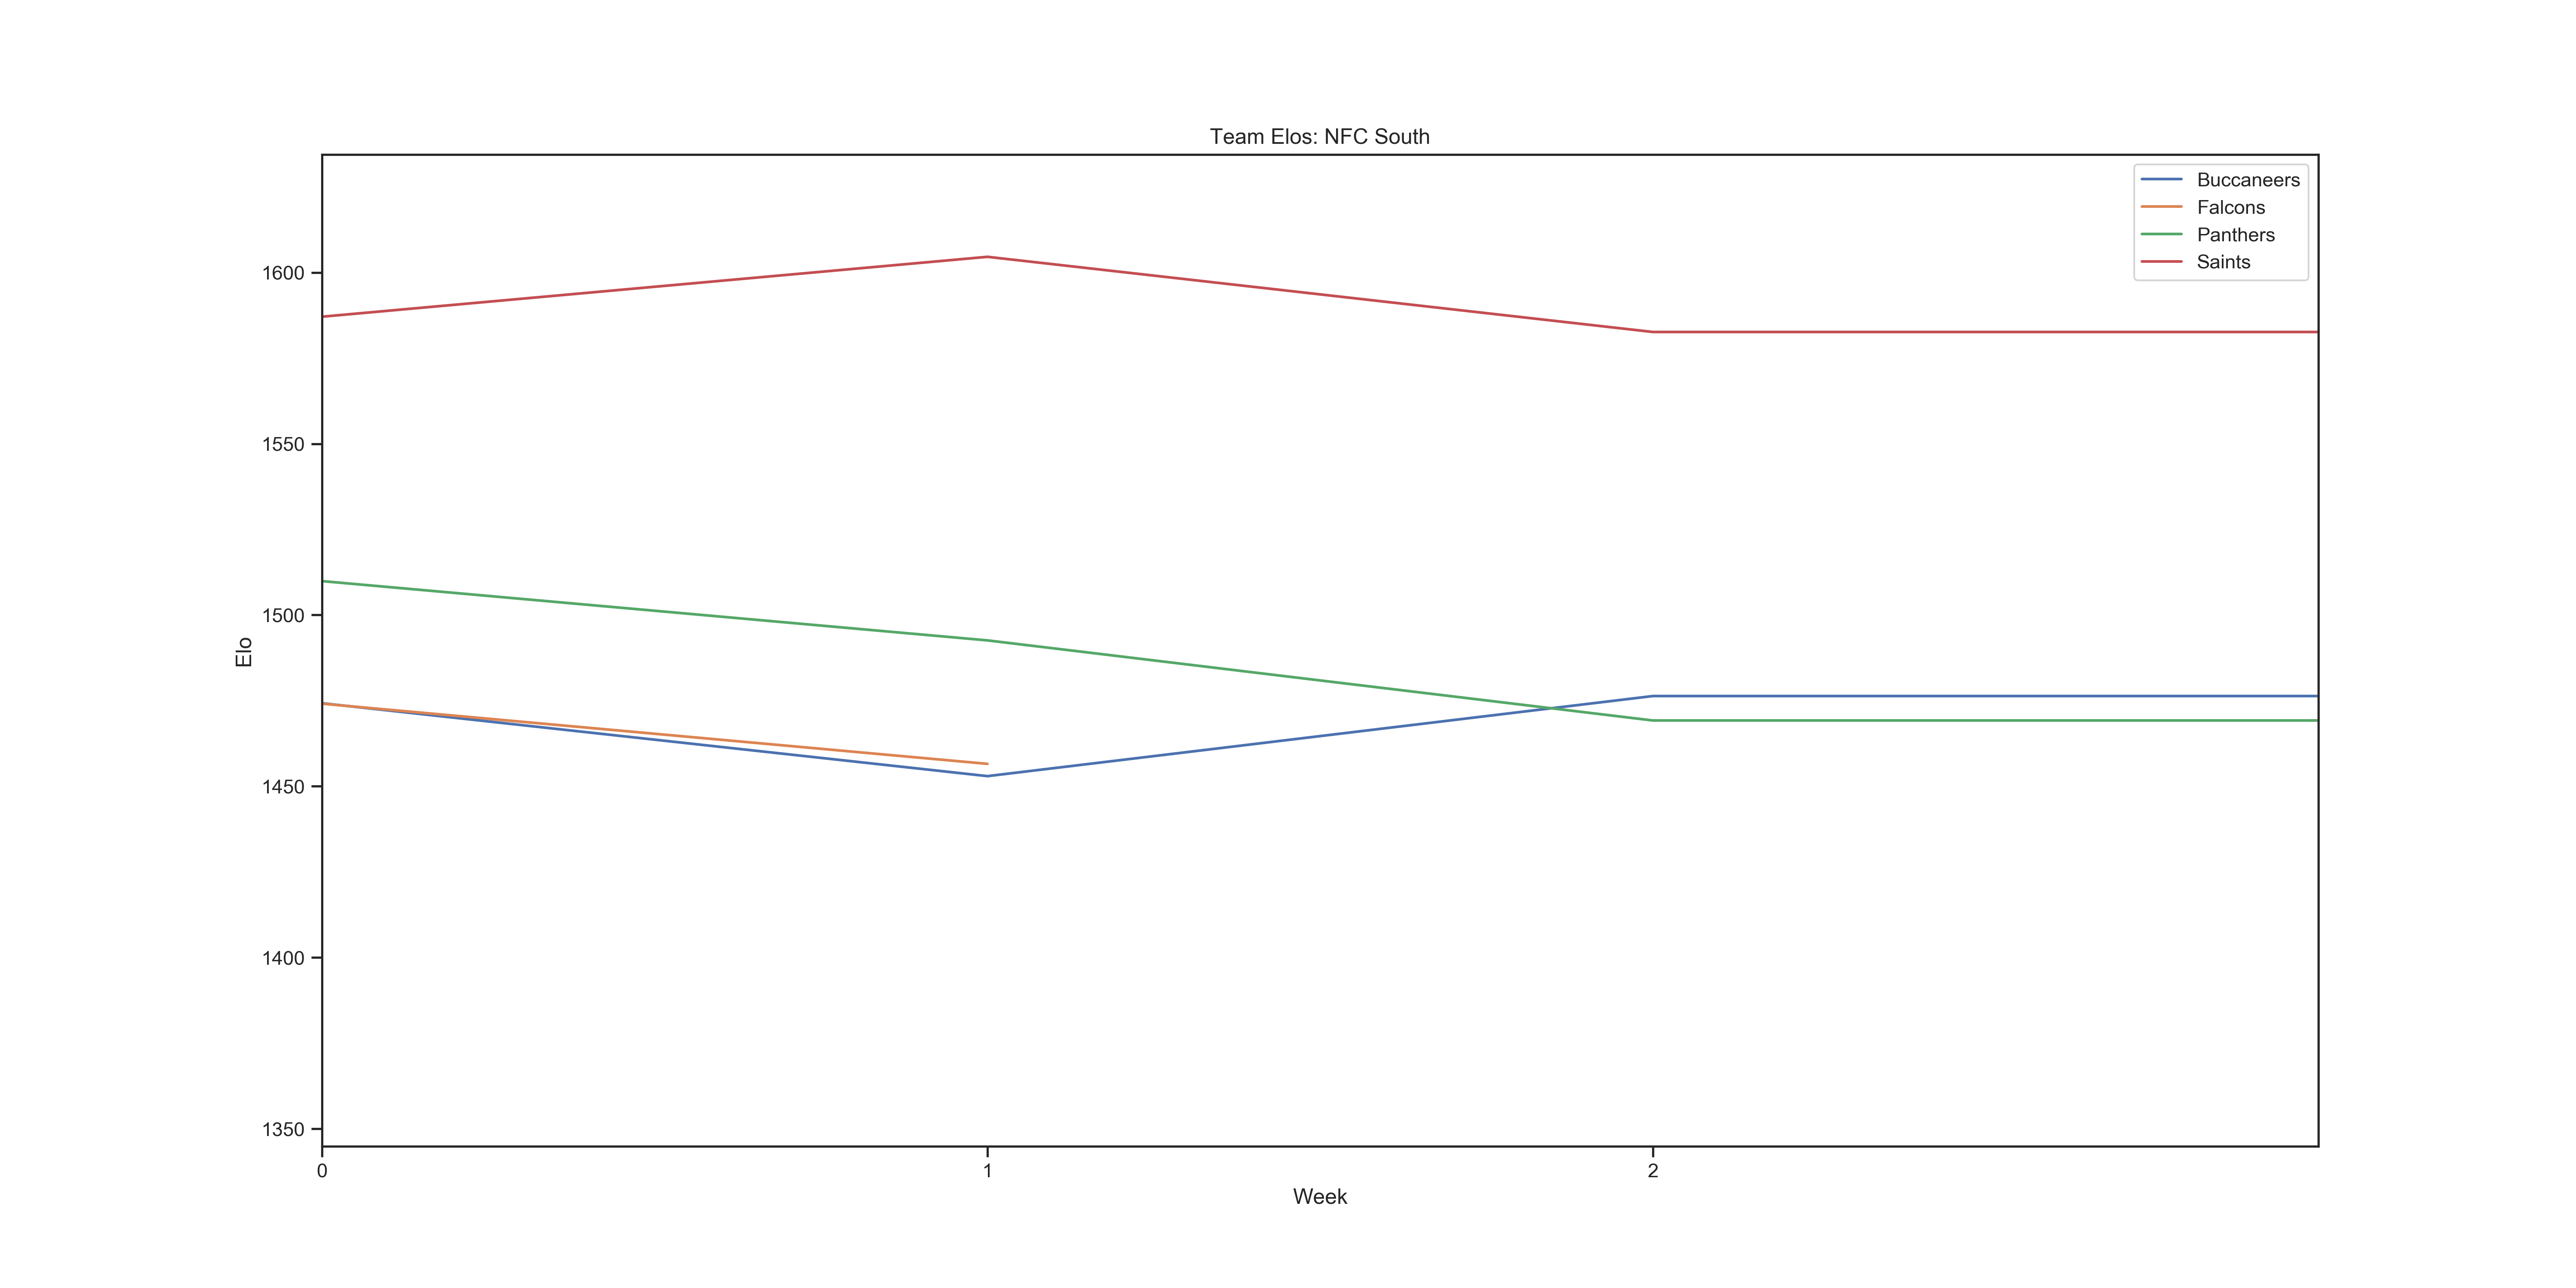 Team Elos: NFC South
Buccaneers
Falcons
Panthers
Saints
1600
1550
1500
1450
1400
1350
Elo
0 1 2
Week